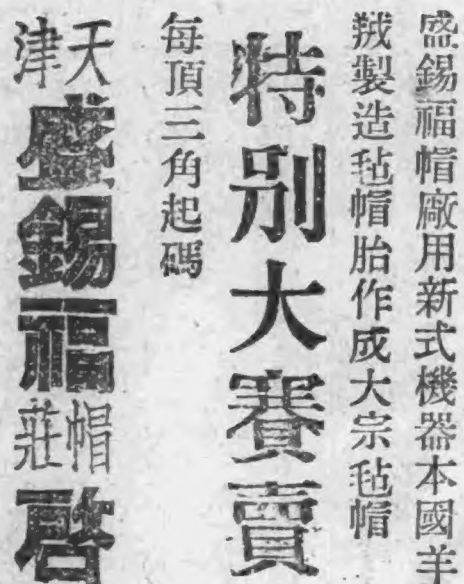 盛錫福帽廠用新式機器本國羊
羢製造毡帽胎作成大宗毡帽
特別大賽賣
每頂三角起碼
天津盛錫福帽莊啓